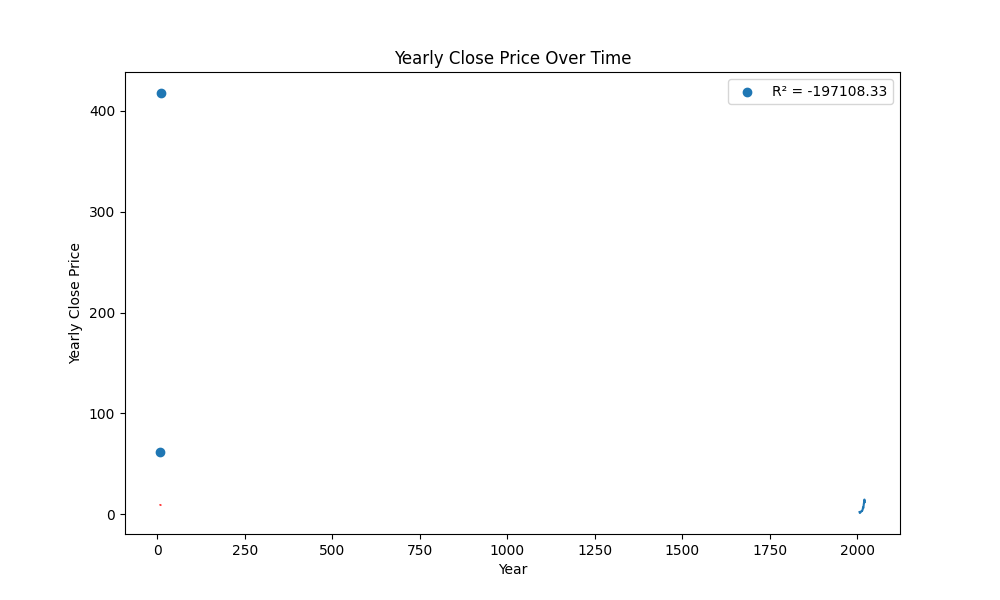 Yearly Close Price Over Time
R² = -197108.33
400
300
200
100
0
Yearly Close Price
0 250 500 750 1000 1250 1500 1750 2000
Year